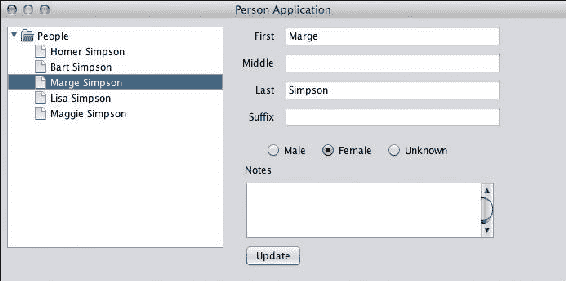 Person Application
People
Homer Simpson
Bart Simpson
Marge Simpson
Lisa Simpson
Maggie Simpson
First Marge
Middle
Last Simpson
Suffix
Male Female Unknown
Notes
Update